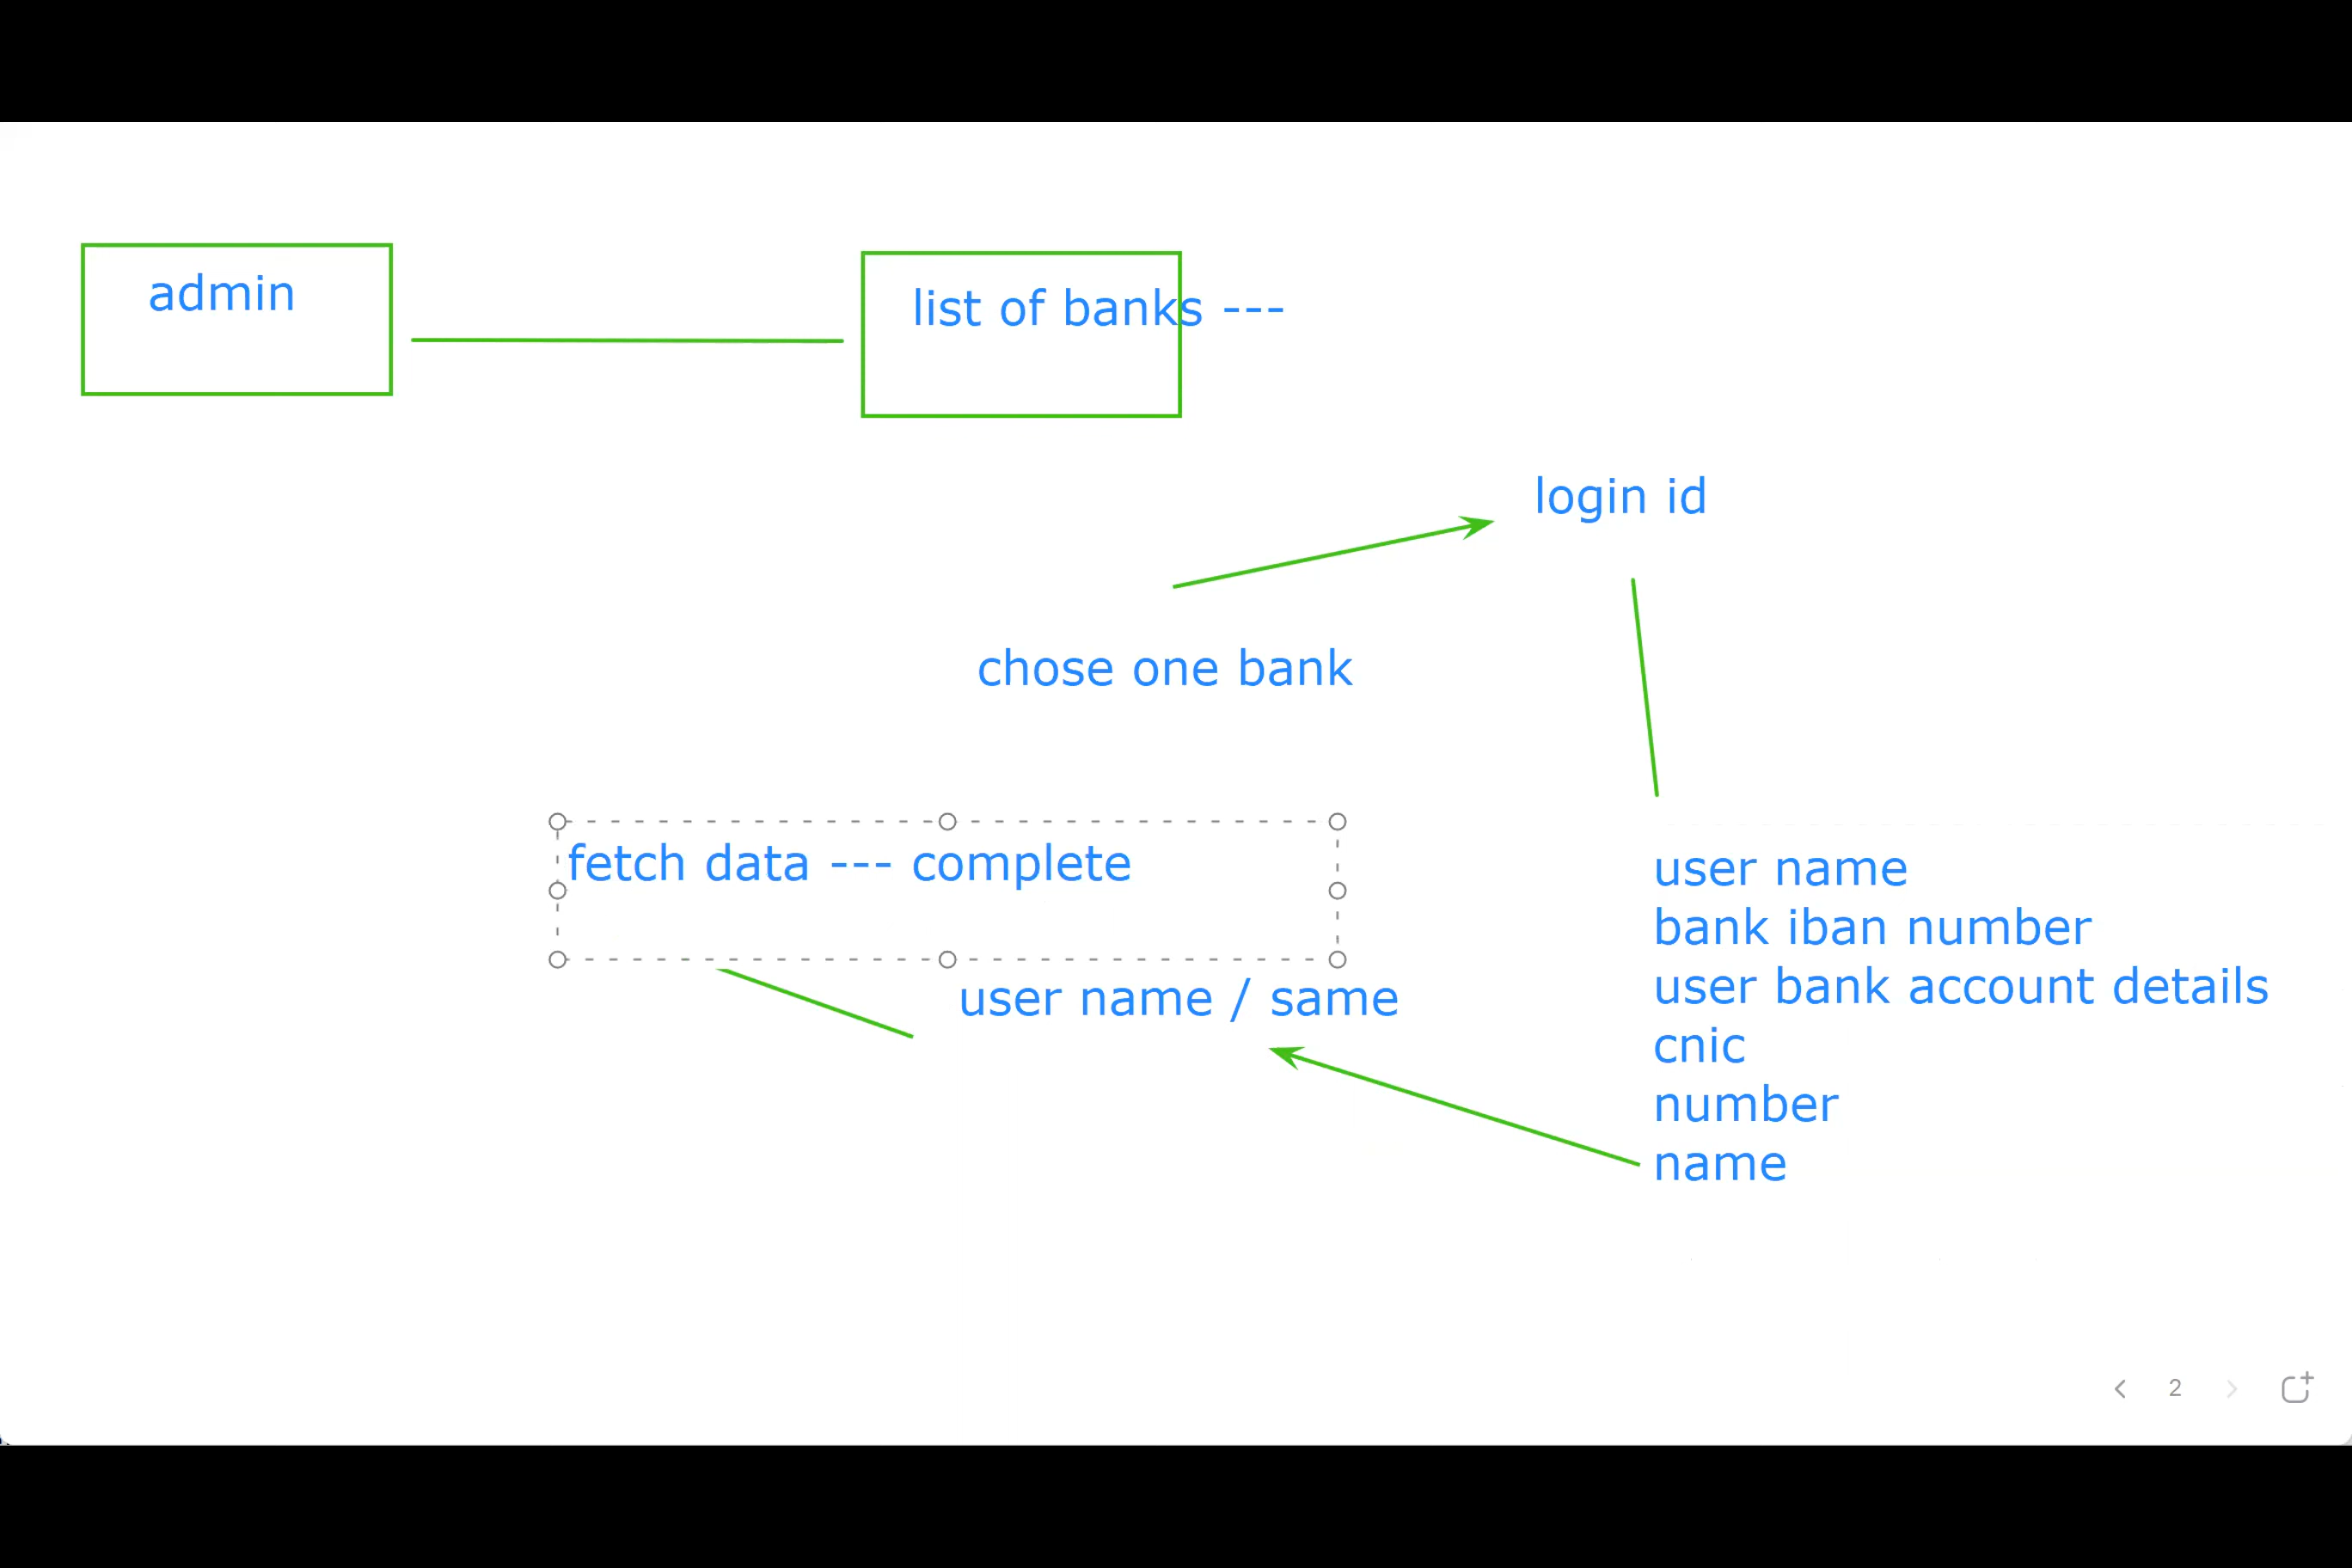 admin
list of banks ---
login id
chose one bank
fetch data --- complete
user name / same
user name
bank iban number
user bank account details
cnic
number
name
2